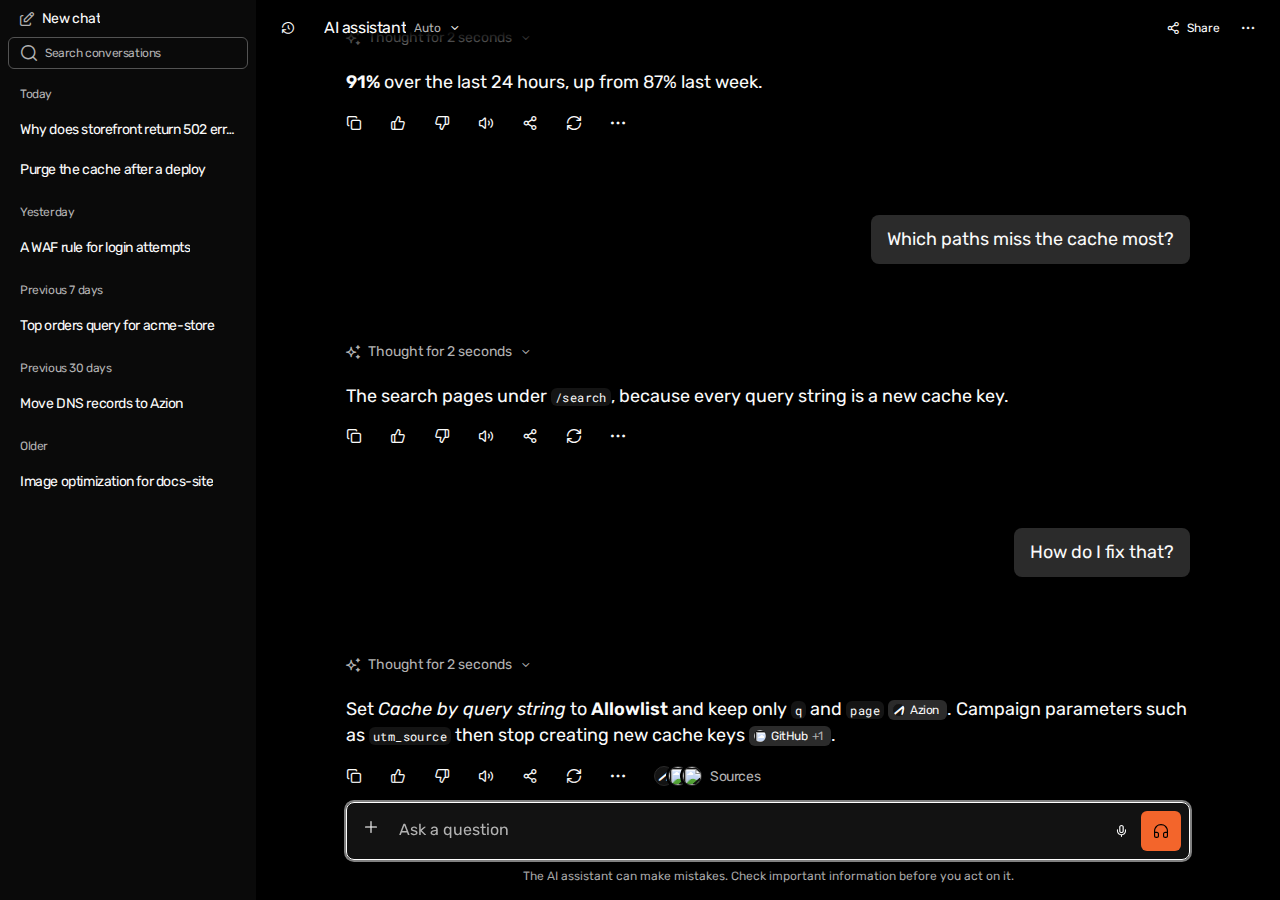 New chat
Search conversations
Today
Why does storefront return 502 err...
Purge the cache after a deploy
Yesterday
A WAF rule for login attempts
Previous 7 days
Top orders query for acme-store
Previous 30 days
Move DNS records to Azion
Older
Image optimization for docs-site
AI assistant Auto
Share
Thought for 2 seconds
91% over the last 24 hours, up from 87% last week.
Which paths miss the cache most?
Thought for 2 seconds
The search pages under /search, because every query string is a new cache key.
How do I fix that?
Thought for 2 seconds
Set Cache by query string to Allowlist and keep only q and page Azion. Campaign parameters such
as utm_source then stop creating new cache keys GitHub +1.
Sources
Ask a question
The AI assistant can make mistakes. Check important information before you act on it.